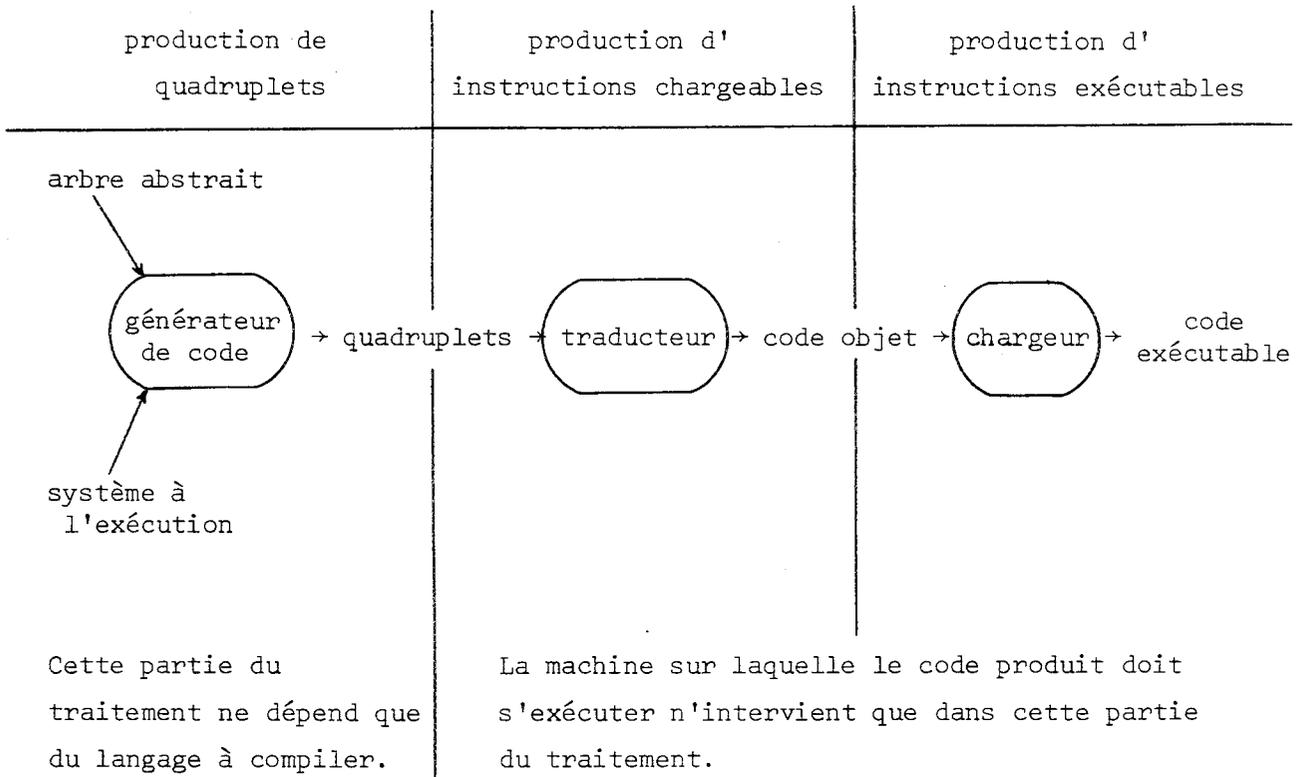 production de
quadruplets
production d'
instructions chargeables
production d'
instructions exécutables
arbre abstrait
générateur
de code
→ quadruplets →
traducteur
→ code objet →
chargeur
→
code
exécutable
système à
l'exécution
Cette partie du
traitement ne dépend que
du langage à compiler.
La machine sur laquelle le code produit doit
s'exécuter n'intervient que dans cette partie
du traitement.